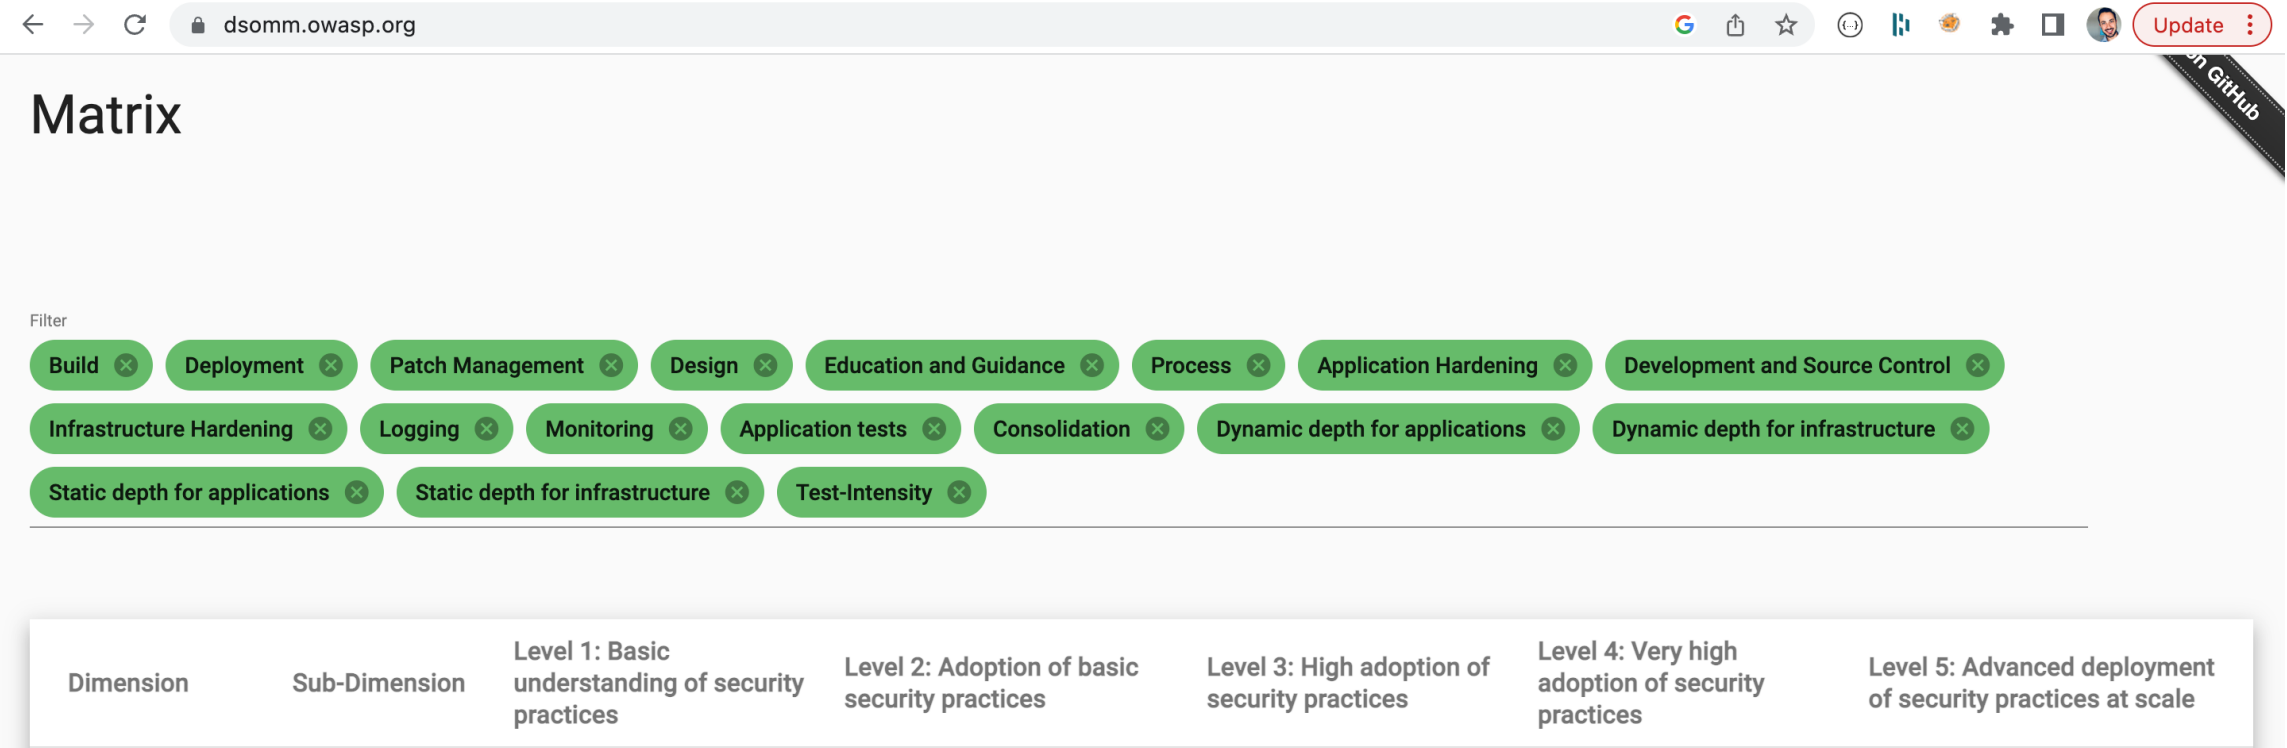 dsomm.owasp.org
Update
on GitHub
Matrix
Filter
Build Deployment Patch Management Design Education and Guidance Process Application Hardening Development and Source Control
Infrastructure Hardening Logging Monitoring Application tests Consolidation Dynamic depth for applications Dynamic depth for infrastructure
Static depth for applications Static depth for infrastructure Test-Intensity
Dimension
Sub-Dimension
Level 1: Basic
understanding of security
practices
Level 2: Adoption of basic
security practices
Level 3: High adoption of
security practices
Level 4: Very high
adoption of security
practices
Level 5: Advanced deployment
of security practices at scale